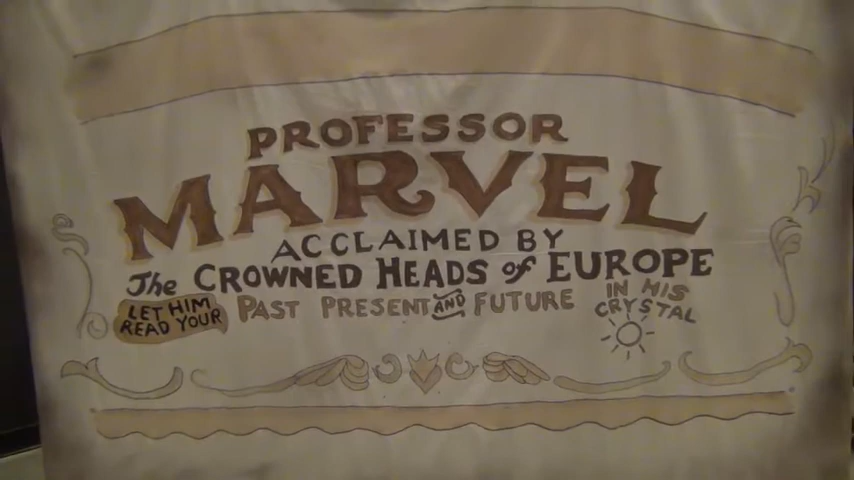 PROFESSOR
MARVEL
ACCLAIMED BY
The CROWNED HEADS of EUROPE
LET HIM READ YOUR PAST PRESENT AND FUTURE IN HIS CRYSTAL